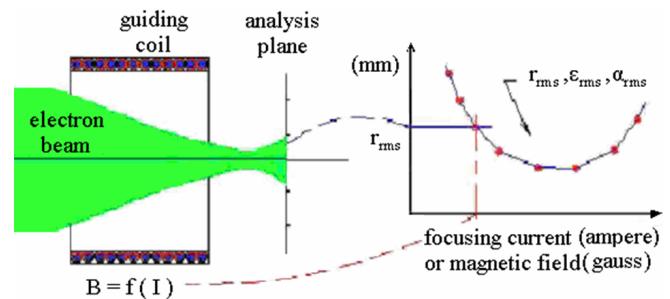 guiding
coil
analysis
plane
electron
beam
B = f ( I )
(mm)
rrms , εrms , αrms
rrms
focusing current (ampere)
or magnetic field(gauss)